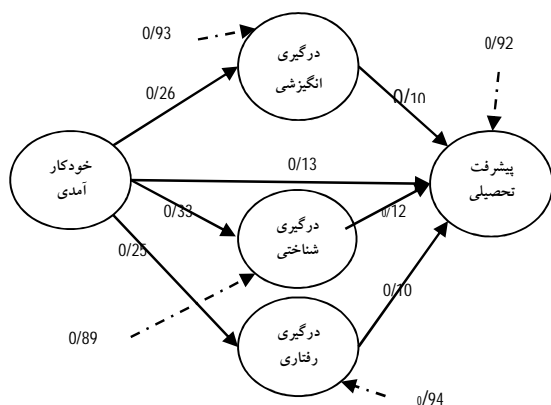 0/93
درگیری
انگیزشی
0/92
0/26
0/10
خودکار
آمدی
0/13
پیشرفت
تحصیلی
0/33
0/12
درگیری
شناختی
0/25
0/10
0/89
درگیری
رفتاری
0/94